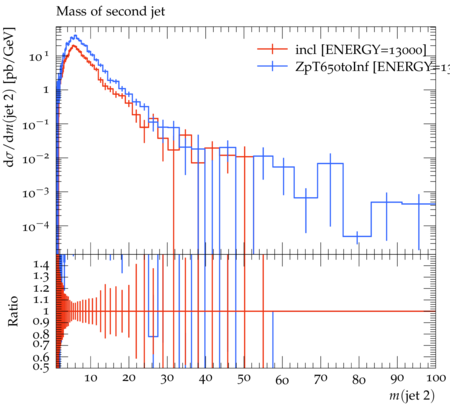 Mass of second jet
dσ/dm(jet 2) [pb/GeV]
incl [ENERGY=13000]
ZpT650toInf [ENERGY=13
10¹
1
10⁻¹
10⁻²
10⁻³
10⁻⁴
Ratio
1.4
1.3
1.2
1.1
1
0.9
0.8
0.7
0.6
0.5
10 20 30 40 50 60 70 80 90 100
m(jet 2)